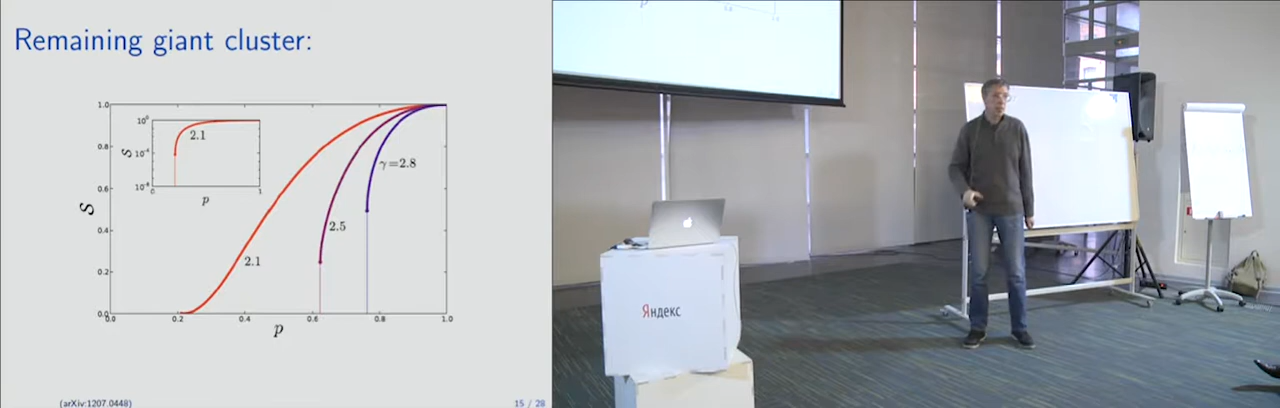 Remaining giant cluster:
1.0
0.8
0.6
0.4
0.2
0.0
S
0.0 0.2 0.4 0.6 0.8 1.0
p
2.1
2.5
γ=2.8
10⁰
10⁻⁴
10⁻⁸
S
2.1
0 1
p
(arXiv:1207.0448)
15 / 28
Яндекс